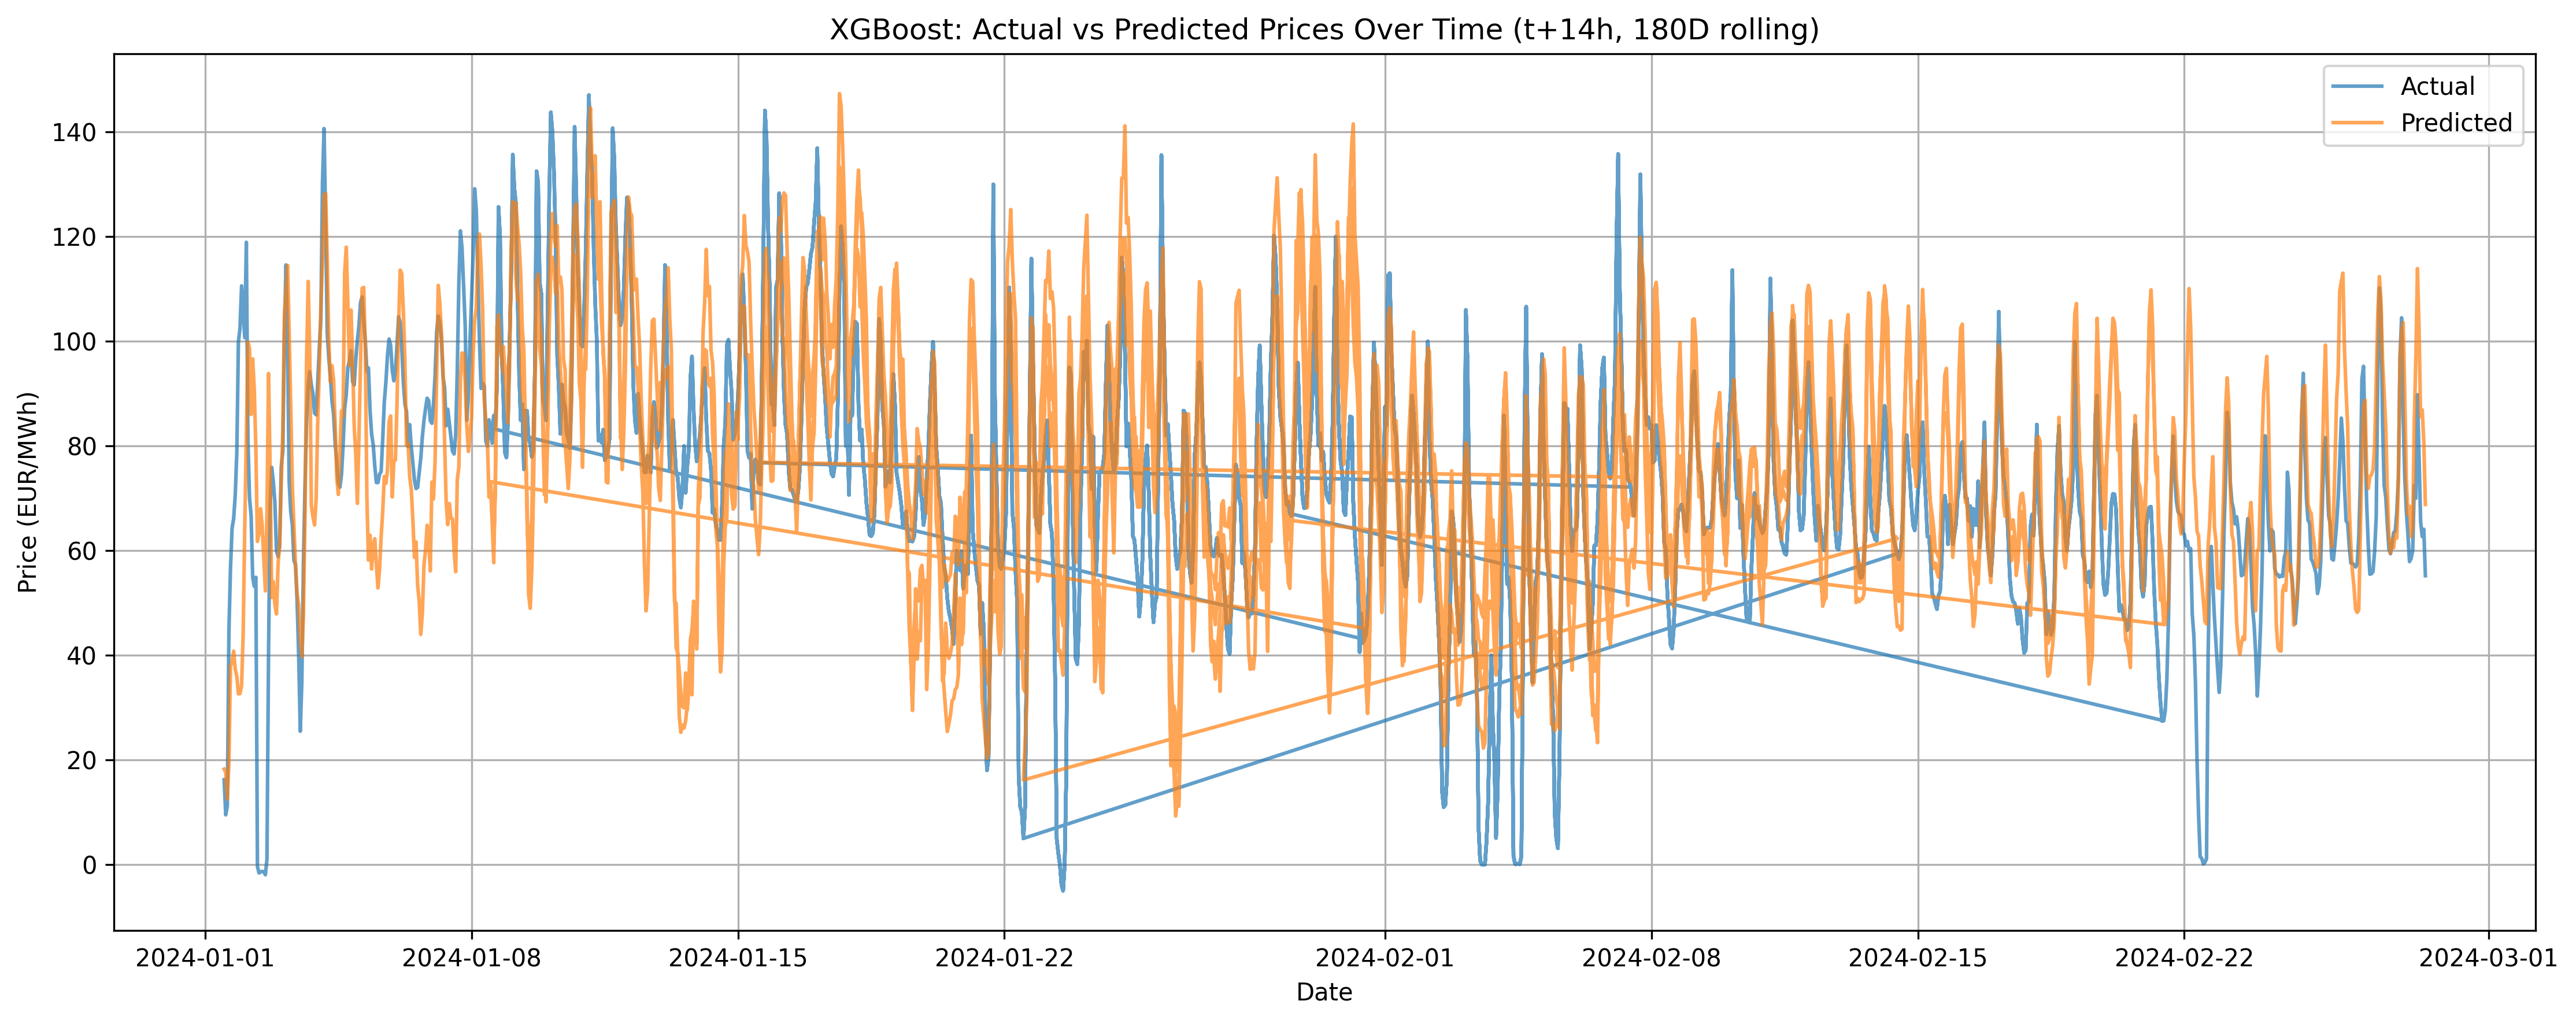 XGBoost: Actual vs Predicted Prices Over Time (t+14h, 180D rolling)
Actual
Predicted
Price (EUR/MWh)
140
120
100
80
60
40
20
0
2024-01-01 2024-01-08 2024-01-15 2024-01-22 2024-02-01 2024-02-08 2024-02-15 2024-02-22 2024-03-01
Date